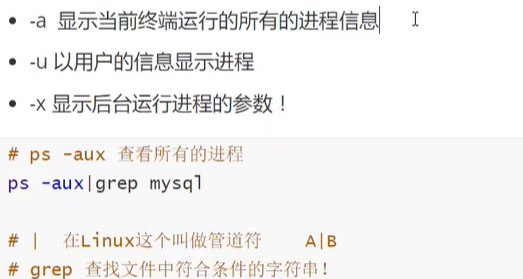 -a 显示当前终端运行的所有的进程信息
-u 以用户的信息显示进程
-x 显示后台运行进程的参数！
# ps -aux 查看所有的进程
ps -aux|grep mysql
# | 在Linux这个叫做管道符 A|B
# grep 查找文件中符合条件的字符串！